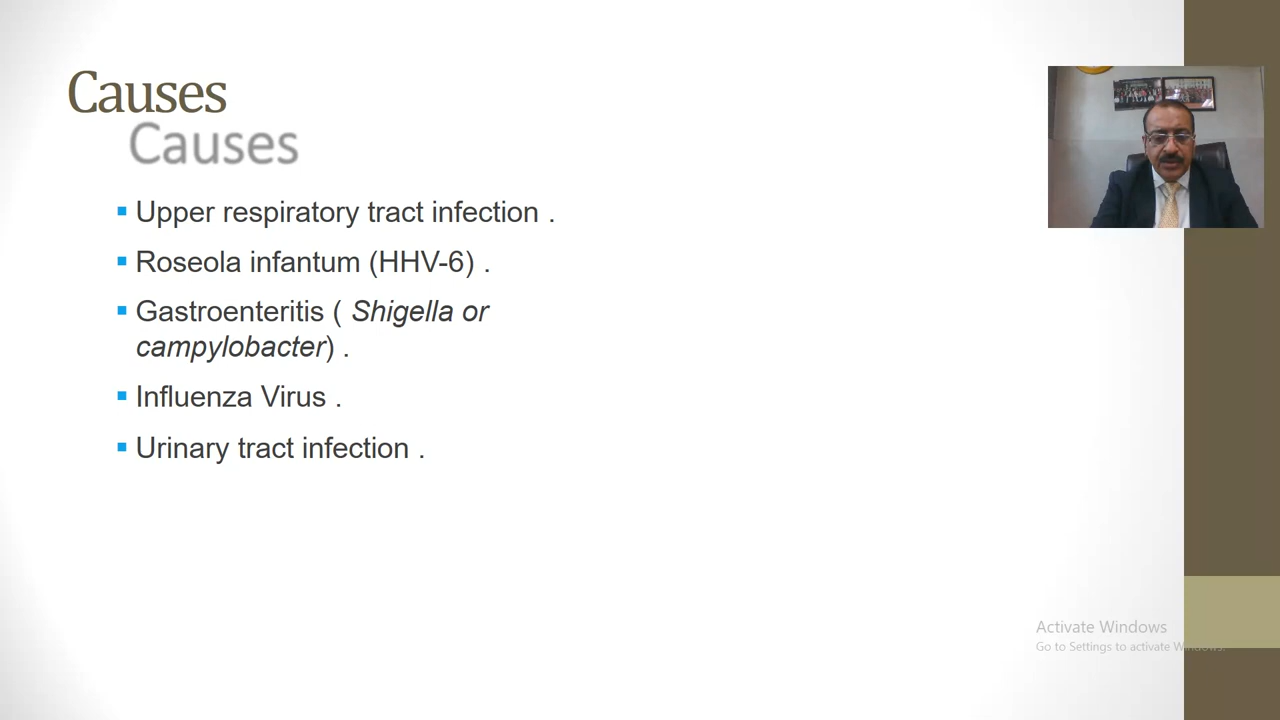 Causes
Causes
Upper respiratory tract infection .
Roseola infantum (HHV-6) .
Gastroenteritis ( Shigella or
campylobacter) .
Influenza Virus .
Urinary tract infection .
Activate Windows
Go to Settings to activate Windows.